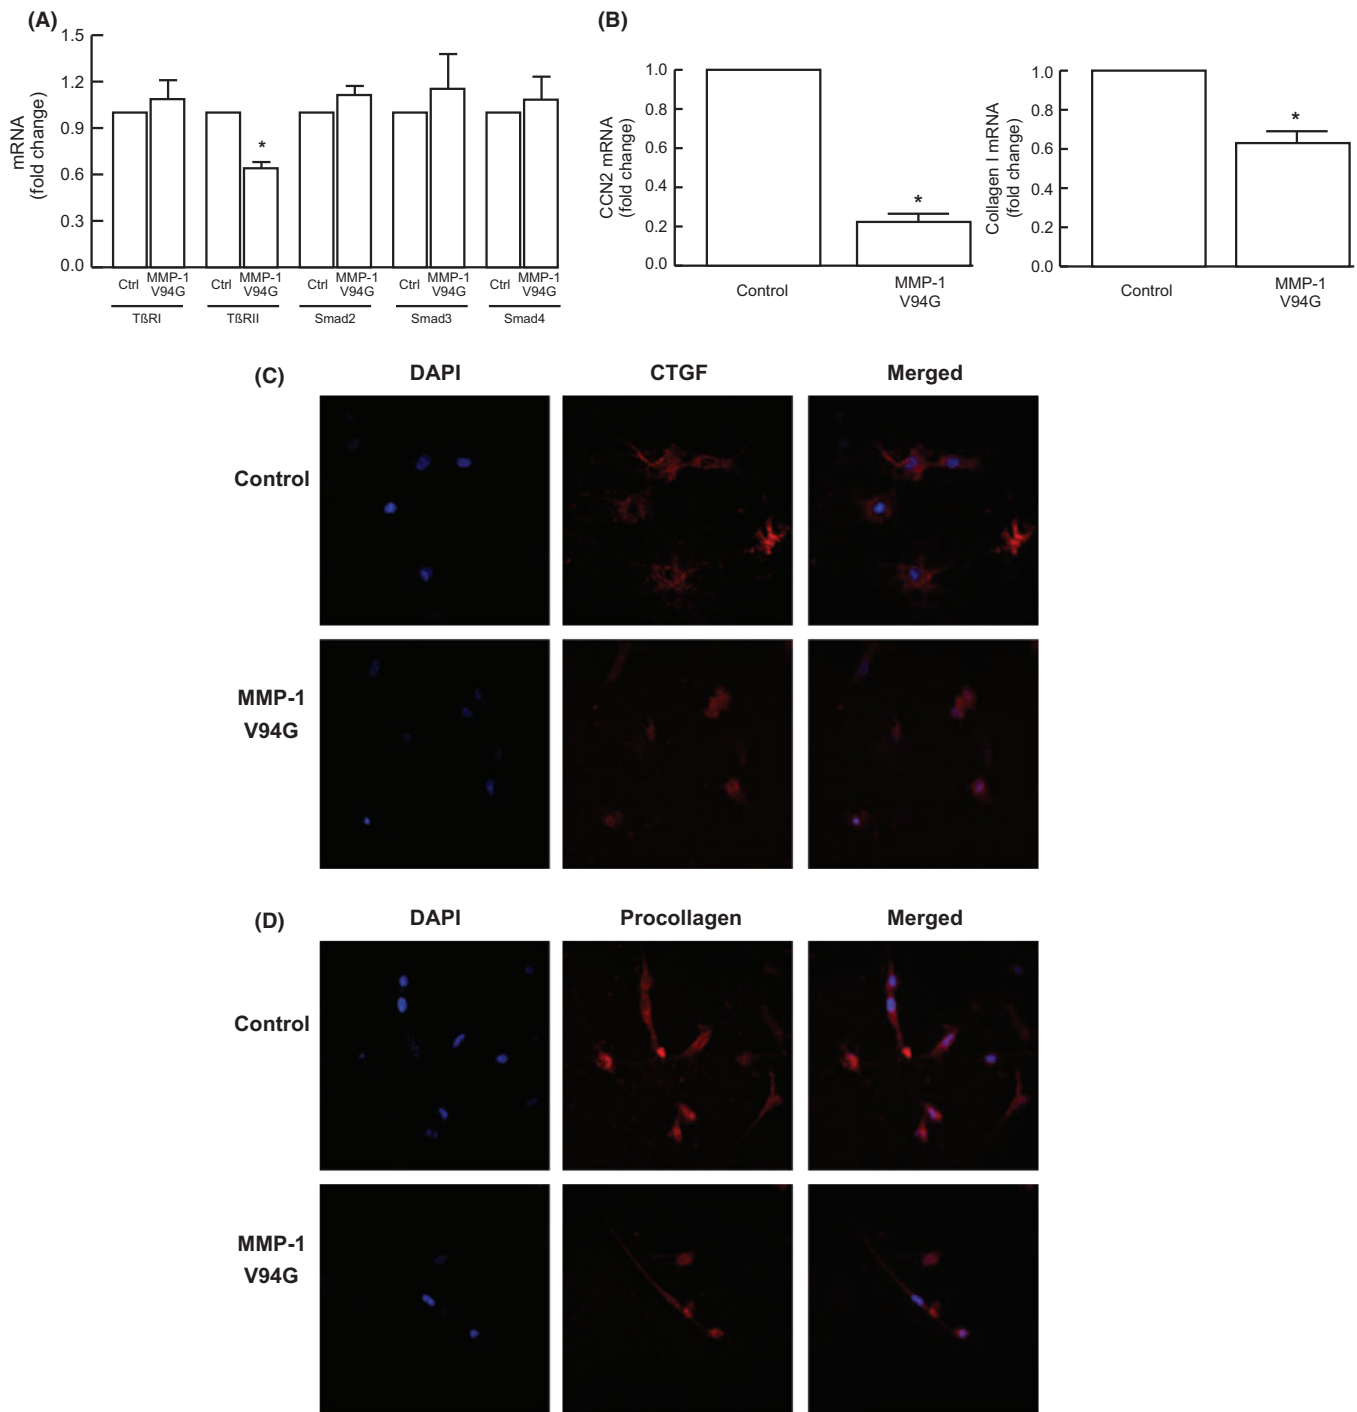 (A)
mRNA
(fold change)
1.5
1.2
0.9
0.6
0.3
0.0
*
Ctrl MMP-1 V94G Ctrl MMP-1 V94G Ctrl MMP-1 V94G Ctrl MMP-1 V94G Ctrl MMP-1 V94G
TßRI TßRII Smad2 Smad3 Smad4
(B)
CCN2 mRNA
(fold change)
1.0
0.8
0.6
0.4
0.2
0.0
*
Control MMP-1
V94G
Collagen I mRNA
(fold change)
1.0
0.8
0.6
0.4
0.2
0.0
*
Control MMP-1
V94G
(C)
DAPI CTGF Merged
Control
MMP-1
V94G
(D)
DAPI Procollagen Merged
Control
MMP-1
V94G